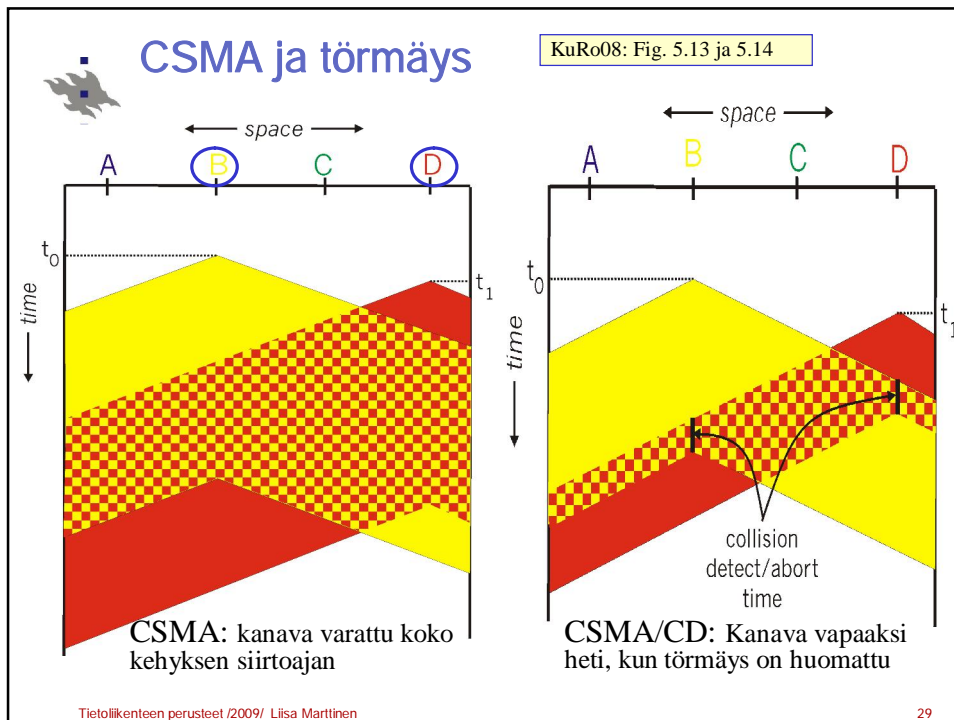 CSMA ja törmäys
KuRo08: Fig. 5.13 ja 5.14
space
A B C D
t0
t1
time
CSMA: kanava varattu koko
kehyksen siirtoajan
space
A B C D
t0
t1
time
collision
detect/abort
time
CSMA/CD: Kanava vapaaksi
heti, kun törmäys on huomattu
Tietoliikenteen perusteet /2009/ Liisa Marttinen
29